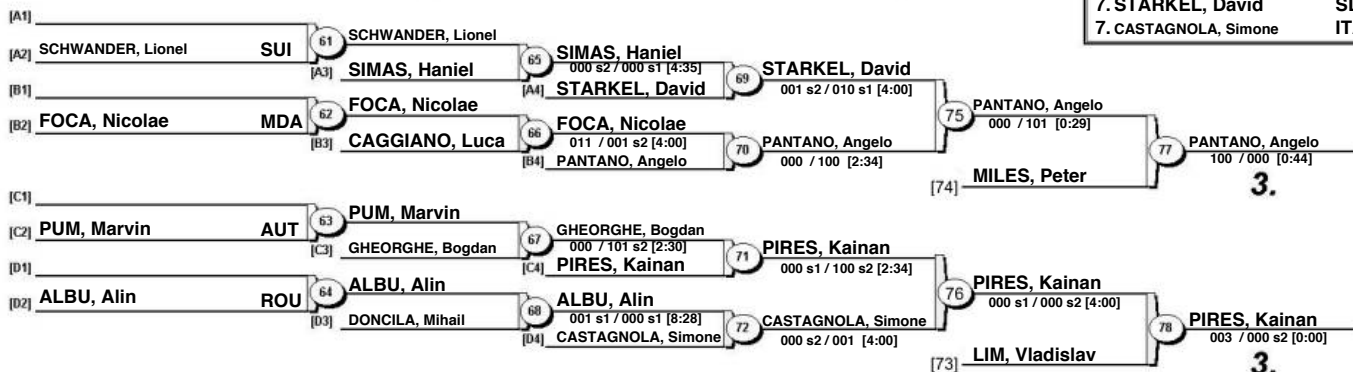 7. STARKEL, David
7. CASTAGNOLA, Simone
[A1]
[A2] SCHWANDER, Lionel SUI
61
SCHWANDER, Lionel
[A3] SIMAS, Haniel
65
SIMAS, Haniel
000 s2 / 000 s1 [4:35]
[A4] STARKEL, David
69
STARKEL, David
001 s2 / 010 s1 [4:00]
[B1]
[B2] FOCA, Nicolae MDA
62
FOCA, Nicolae
[B3] CAGGIANO, Luca
66
FOCA, Nicolae
011 / 001 s2 [4:00]
[B4] PANTANO, Angelo
70
PANTANO, Angelo
000 / 100 [2:34]
75
PANTANO, Angelo
000 / 101 [0:29]
[74] MILES, Peter
77
PANTANO, Angelo
100 / 000 [0:44]
3.
[C1]
[C2] PUM, Marvin AUT
63
PUM, Marvin
[C3] GHEORGHE, Bogdan
67
GHEORGHE, Bogdan
000 / 101 s2 [2:30]
[C4] PIRES, Kainan
71
PIRES, Kainan
000 s1 / 100 s2 [2:34]
[D1]
[D2] ALBU, Alin ROU
64
ALBU, Alin
[D3] DONCILA, Mihail
68
ALBU, Alin
001 s1 / 000 s1 [8:28]
[D4] CASTAGNOLA, Simone
72
CASTAGNOLA, Simone
000 s2 / 001 [4:00]
76
PIRES, Kainan
000 s1 / 000 s2 [4:00]
[73] LIM, Vladislav
78
PIRES, Kainan
003 / 000 s2 [0:00]
3.